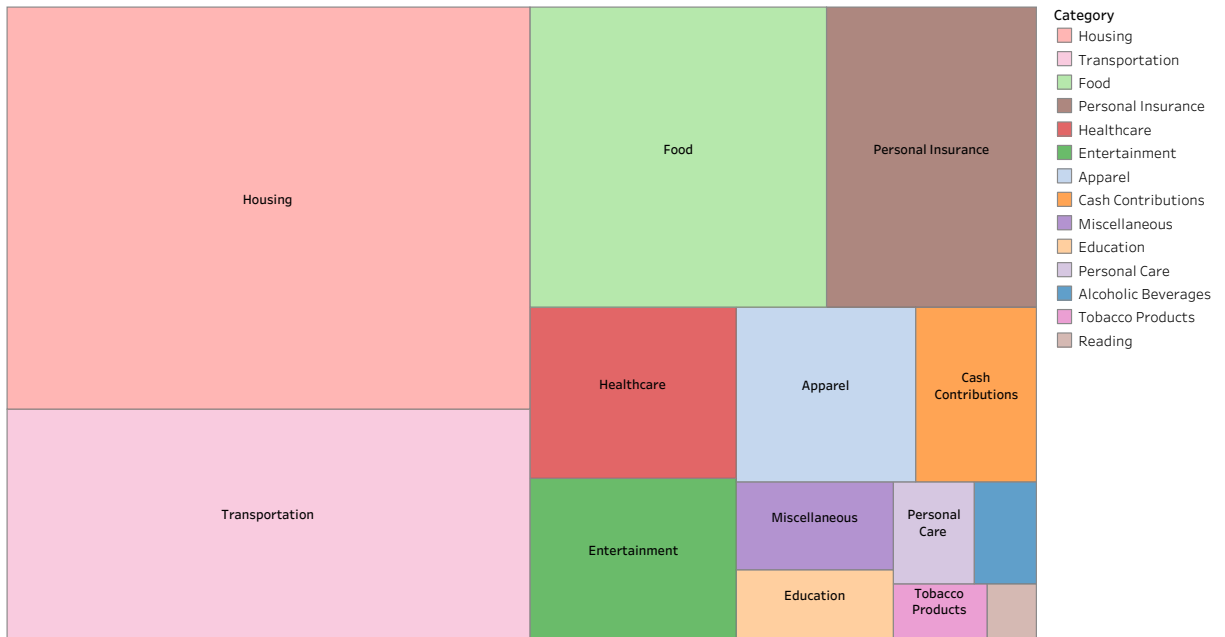 Housing
Transportation
Food
Personal Insurance
Healthcare
Entertainment
Apparel
Cash
Contributions
Miscellaneous
Education
Personal
Care
Tobacco
Products
Category
Housing
Transportation
Food
Personal Insurance
Healthcare
Entertainment
Apparel
Cash Contributions
Miscellaneous
Education
Personal Care
Alcoholic Beverages
Tobacco Products
Reading